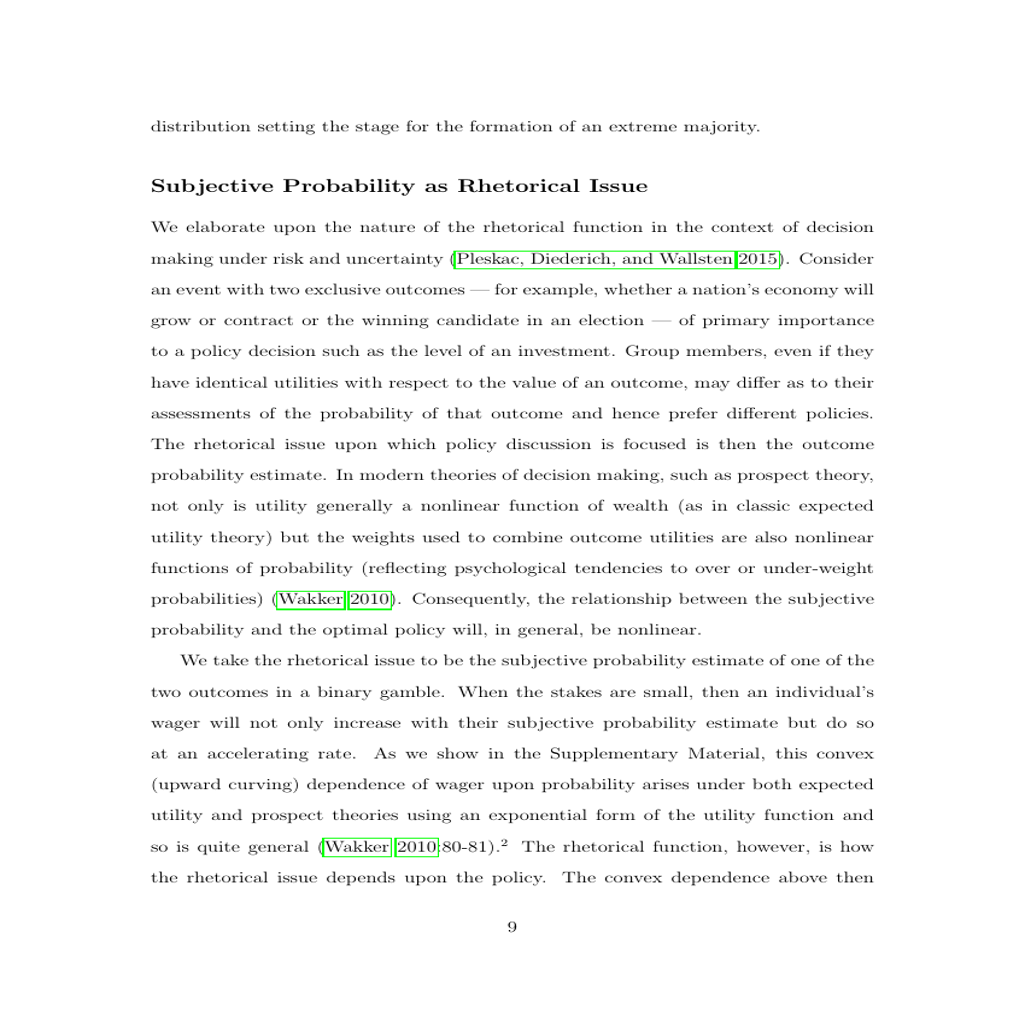 distribution setting the stage for the formation of an extreme majority.
Subjective Probability as Rhetorical Issue
We elaborate upon the nature of the rhetorical function in the context of decision
making under risk and uncertainty (Pleskac, Diederich, and Wallsten 2015). Consider
an event with two exclusive outcomes — for example, whether a nation's economy will
grow or contract or the winning candidate in an election — of primary importance
to a policy decision such as the level of an investment. Group members, even if they
have identical utilities with respect to the value of an outcome, may differ as to their
assessments of the probability of that outcome and hence prefer different policies.
The rhetorical issue upon which policy discussion is focused is then the outcome
probability estimate. In modern theories of decision making, such as prospect theory,
not only is utility generally a nonlinear function of wealth (as in classic expected
utility theory) but the weights used to combine outcome utilities are also nonlinear
functions of probability (reflecting psychological tendencies to over or under-weight
probabilities) (Wakker 2010). Consequently, the relationship between the subjective
probability and the optimal policy will, in general, be nonlinear.
We take the rhetorical issue to be the subjective probability estimate of one of the
two outcomes in a binary gamble. When the stakes are small, then an individual's
wager will not only increase with their subjective probability estimate but do so
at an accelerating rate. As we show in the Supplementary Material, this convex
(upward curving) dependence of wager upon probability arises under both expected
utility and prospect theories using an exponential form of the utility function and
so is quite general (Wakker 2010:80-81).² The rhetorical function, however, is how
the rhetorical issue depends upon the policy. The convex dependence above then
9